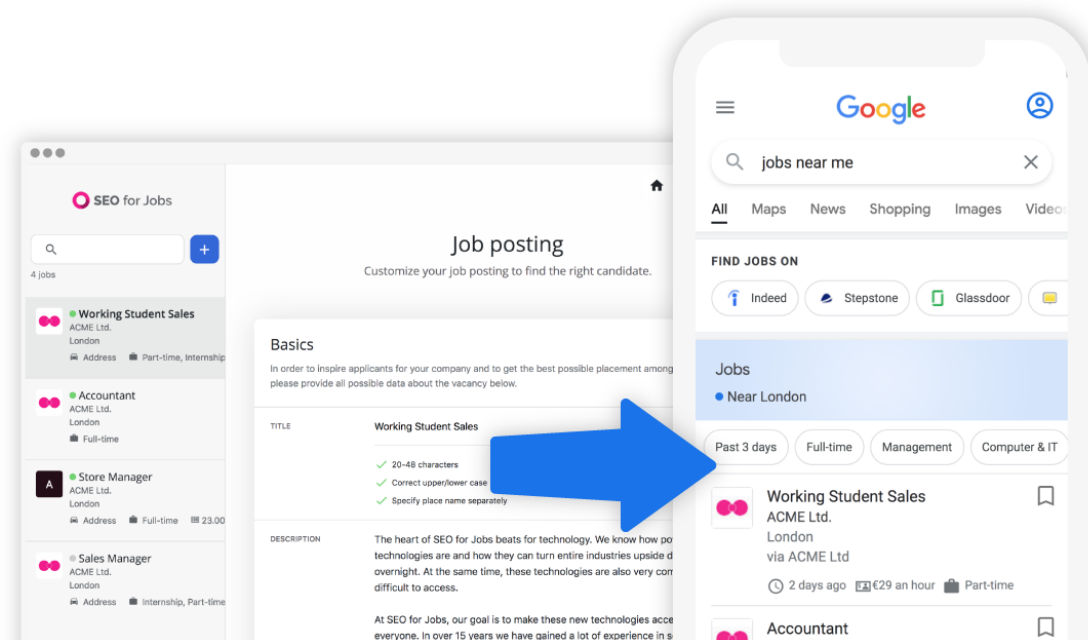 SEO for Jobs
4 jobs
Working Student Sales
ACME Ltd.
London
Address Part-time, Internship
Accountant
ACME Ltd.
London
Full-time
A
Store Manager
ACME Ltd.
London
Address Full-time 23.00
Sales Manager
ACME Ltd.
London
Address Internship, Part-time
Job posting
Customize your job posting to find the right candidate.
Basics
In order to inspire applicants for your company and to get the best possible placement among
please provide all possible data about the vacancy below.
TITLE
Working Student Sales
20-48 characters
Correct upper/lower case
Specify place name separately
DESCRIPTION
The heart of SEO for Jobs beats for technology. We know how
technologies are and how they can turn entire industries upside
overnight. At the same time, these technologies are also very
difficult to access.
At SEO for Jobs, our goal is to make these new technologies
everyone. In over 15 years we have gained a lot of experience in
Google
jobs near me
All Maps News Shopping Images Videos
FIND JOBS ON
Indeed Stepstone Glassdoor
Jobs
Near London
Past 3 days Full-time Management Computer & IT
Working Student Sales
ACME Ltd.
London
via ACME Ltd
2 days ago €29 an hour Part-time
Accountant